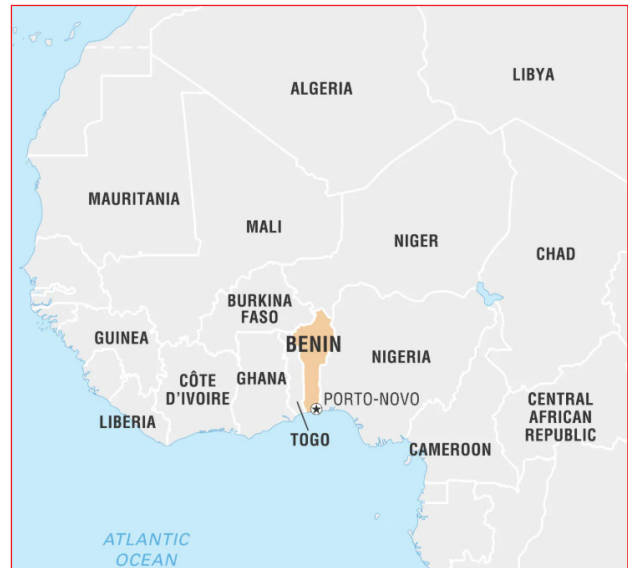 LIBYA
ALGERIA
MAURITANIA
MALI
NIGER
CHAD
BURKINA
FASO
GUINEA
BENIN
NIGERIA
CÔTE
D'IVOIRE
GHANA
PORTO-NOVO
CENTRAL
AFRICAN
REPUBLIC
LIBERIA
TOGO
CAMEROON
ATLANTIC
OCEAN